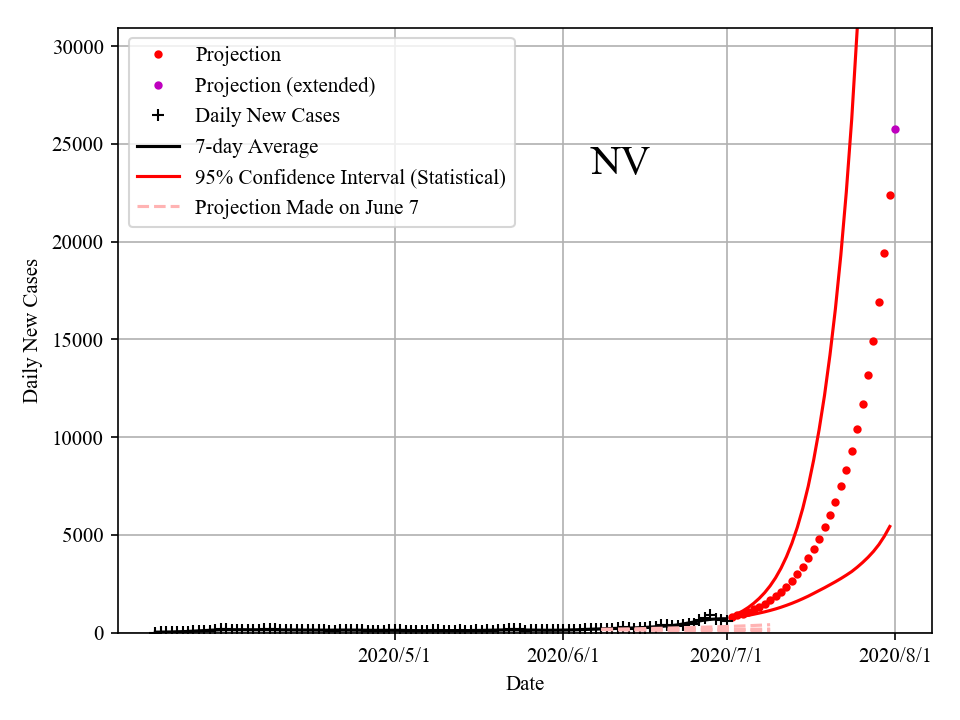 30000
25000
20000
15000
10000
5000
0
Daily New Cases
Projection
Projection (extended)
Daily New Cases
7-day Average
95% Confidence Interval (Statistical)
Projection Made on June 7
NV
2020/5/1
2020/6/1
2020/7/1
2020/8/1
Date